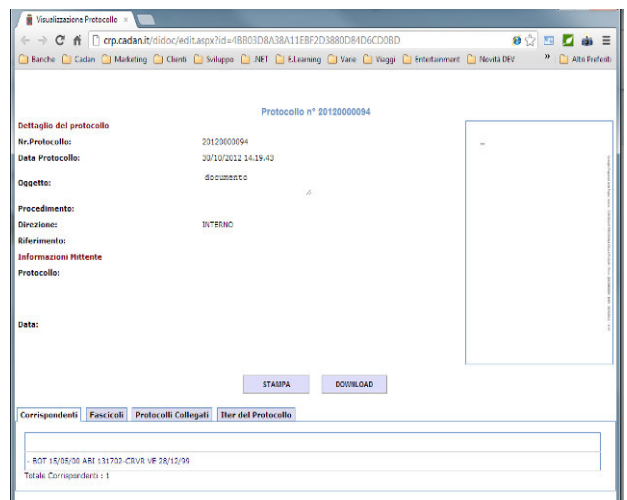 Visualizzazione Protocollo
crp.cadan.it/didoc/edit.aspx?id=4BB03D8A38A11EBF2D3880D84D6CD0BD
Banche Cadan Marketing Clienti Sviluppo .NET E.Learning Varie Viaggi Entertainment Novità DEV » Altri Preferiti
Protocollo n° 20120000094
Dettaglio del protocollo
Nr.Protocollo: 20120000094
Data Protocollo: 30/10/2012 14.19.43
Oggetto: documento
Procedimento:
Direzione: INTERNO
Riferimento:
Informazioni Mittente
Protocollo:
Data:
STAMPA DOWNLOAD
Corrispondenti Fascicoli Protocolli Collegati Iter del Protocollo
- BOT 15/05/00 ABI 131702-CRVR VE 28/12/99
Totale Corrispondenti : 1